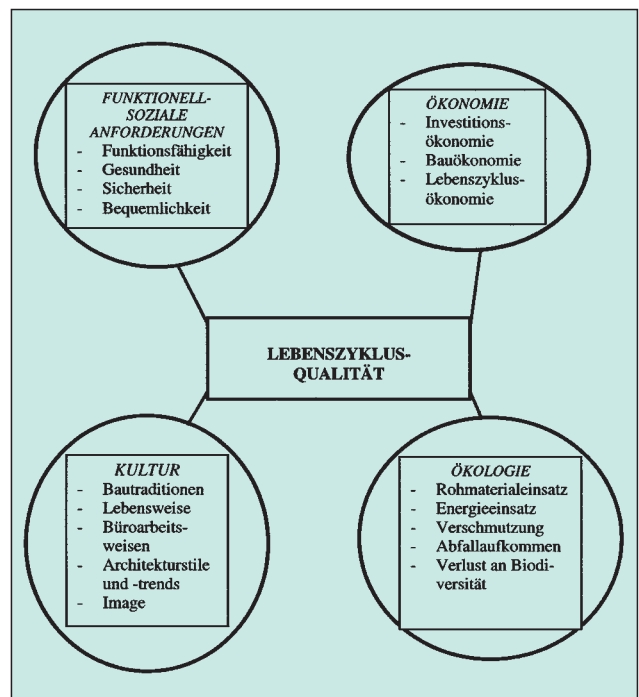 FUNKTIONELL-
SOZIALE
ANFORDERUNGEN
- Funktionsfähigkeit
- Gesundheit
- Sicherheit
- Bequemlichkeit
ÖKONOMIE
- Investitions-
ökonomie
- Bauökonomie
- Lebenszyklus-
ökonomie
LEBENSZYKLUS-
QUALITÄT
KULTUR
- Bautraditionen
- Lebensweise
- Büroarbeits-
weisen
- Architekturstile
und -trends
- Image
ÖKOLOGIE
- Rohmaterialeinsatz
- Energieeinsatz
- Verschmutzung
- Abfallaufkommen
- Verlust an Biodi-
versität